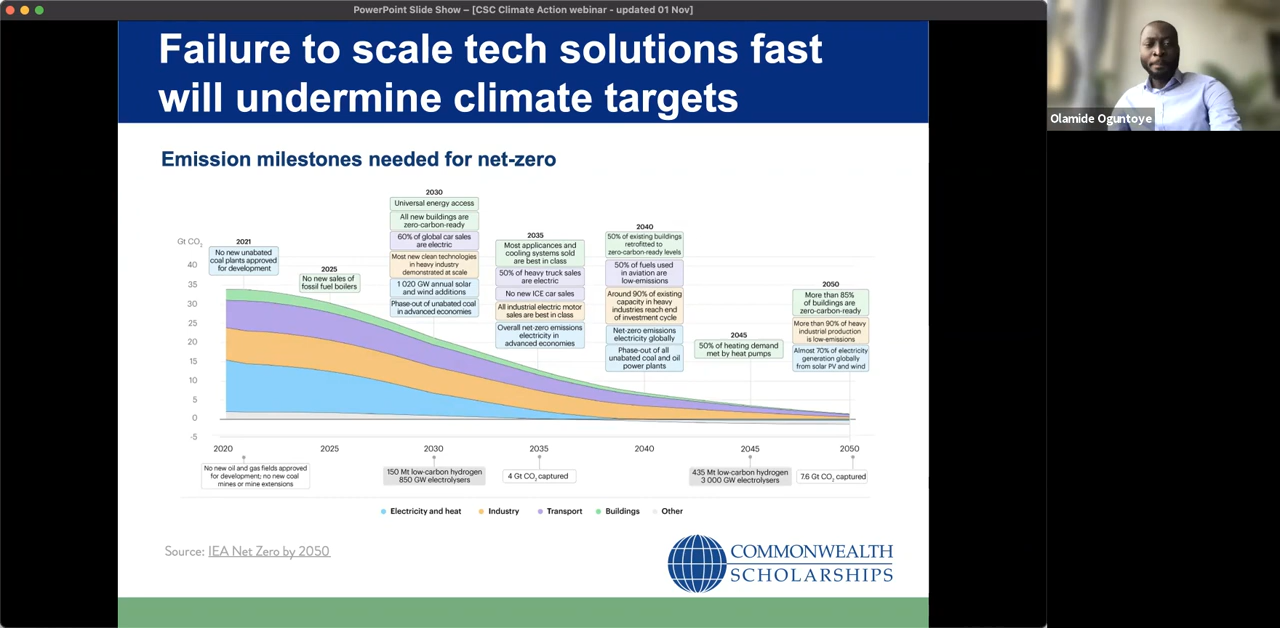 PowerPoint Slide Show – [CSC Climate Action webinar - updated 01 Nov]
Failure to scale tech solutions fast
will undermine climate targets
Olamide Oguntoye
Emission milestones needed for net-zero
Gt CO2
40
35
30
25
20
15
10
5
0
-5
2021
No new unabated
coal plants approved
for development
2025
No new sales of
fossil fuel boilers
2030
Universal energy access
All new buildings are
zero-carbon-ready
60% of global car sales
are electric
Most new clean technologies
in heavy industry
demonstrated at scale
1 020 GW annual solar
and wind additions
Phase-out of unabated coal
in advanced economies
2035
Most applicances and
cooling systems sold
are best in class
50% of heavy truck sales
are electric
No new ICE car sales
All industrial electric motor
sales are best in class
Overall net-zero emissions
electricity in
advanced economies
2040
50% of existing buildings
retrofitted to
zero-carbon-ready levels
50% of fuels used
in aviation are
low-emissions
Around 90% of existing
capacity in heavy
industries reach end
of investment cycle
Net-zero emissions
electricity globally
Phase-out of all
unabated coal and oil
power plants
2045
50% of heating demand
met by heat pumps
2050
More than 85%
of buildings are
zero-carbon-ready
More than 90% of heavy
industrial production
is low-emissions
Almost 70% of electricity
generation globally
from solar PV and wind
2020
2025
2030
2035
2040
2045
2050
No new oil and gas fields approved
for development; no new coal
mines or mine extensions
150 Mt low-carbon hydrogen
850 GW electrolysers
4 Gt CO2 captured
435 Mt low-carbon hydrogen
3 000 GW electrolysers
7.6 Gt CO2 captured
Electricity and heat
Industry
Transport
Buildings
Other
Source: IEA Net Zero by 2050
COMMONWEALTH
SCHOLARSHIPS